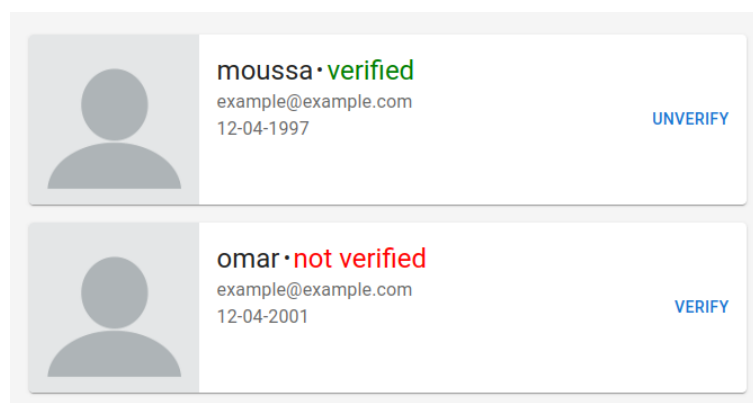 moussa · verified
example@example.com
12-04-1997
UNVERIFY
omar · not verified
example@example.com
12-04-2001
VERIFY